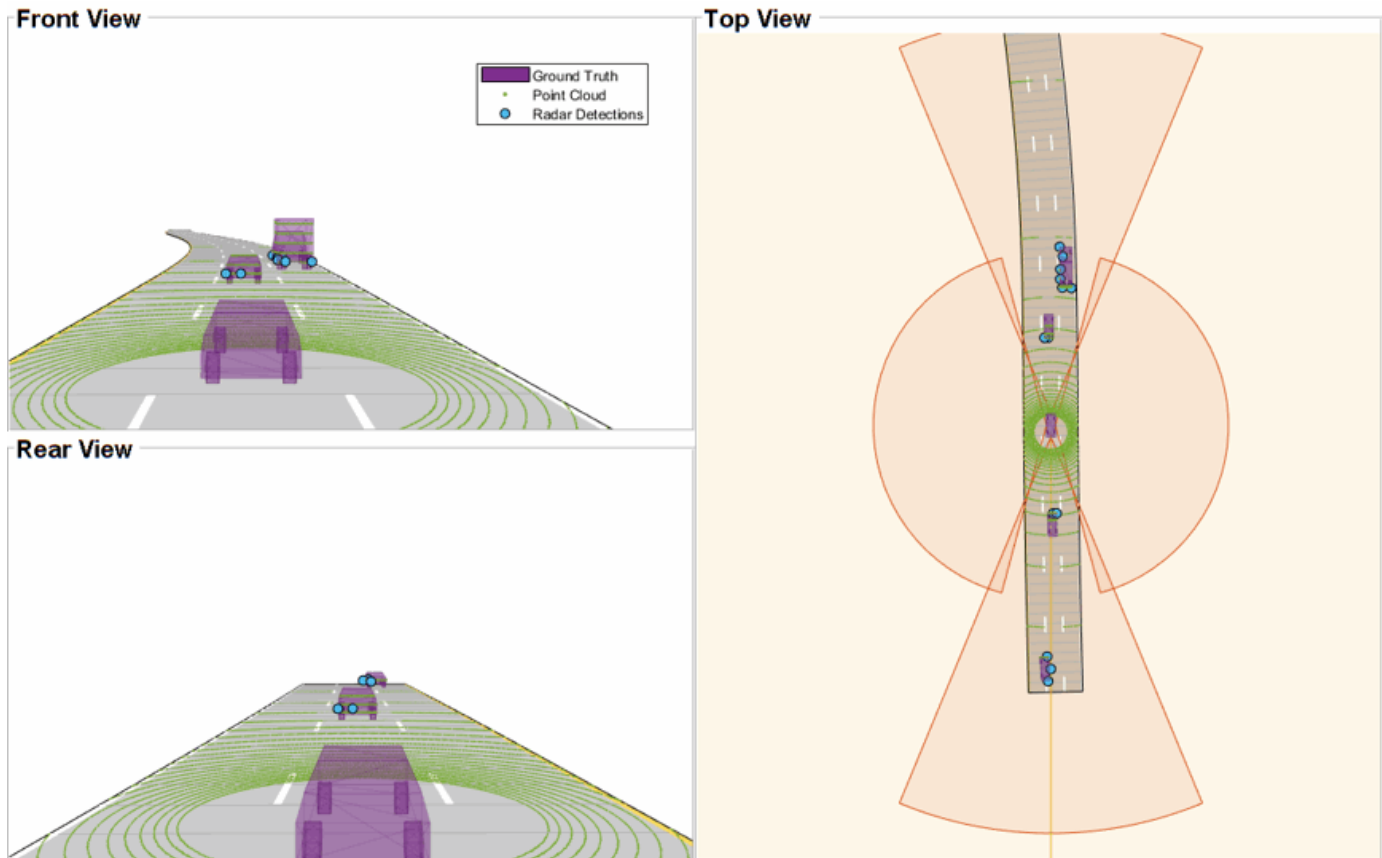 Front View
Top View
Ground Truth
Point Cloud
Radar Detections
Rear View